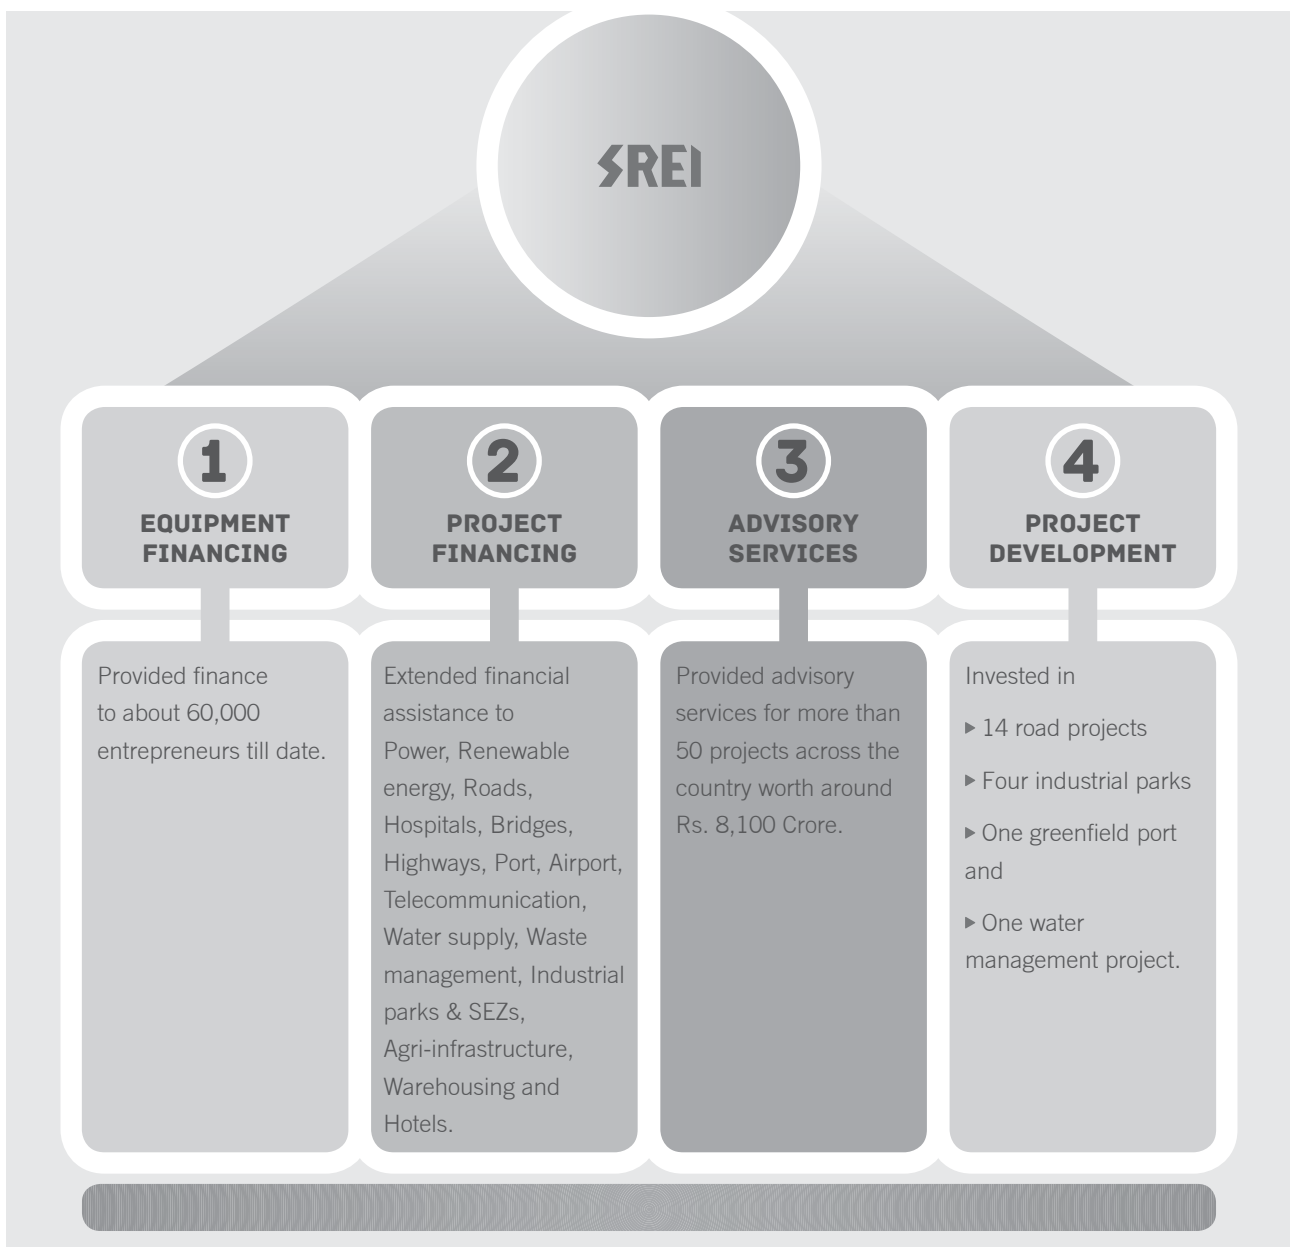 SREI
1
EQUIPMENT
FINANCING
Provided finance
to about 60,000
entrepreneurs till date.
2
PROJECT
FINANCING
Extended financial
assistance to
Power, Renewable
energy, Roads,
Hospitals, Bridges,
Highways, Port, Airport,
Telecommunication,
Water supply, Waste
management, Industrial
parks & SEZs,
Agri-infrastructure,
Warehousing and
Hotels.
3
ADVISORY
SERVICES
Provided advisory
services for more than
50 projects across the
country worth around
Rs. 8,100 Crore.
4
PROJECT
DEVELOPMENT
Invested in
▸ 14 road projects
▸ Four industrial parks
▸ One greenfield port
and
▸ One water
management project.